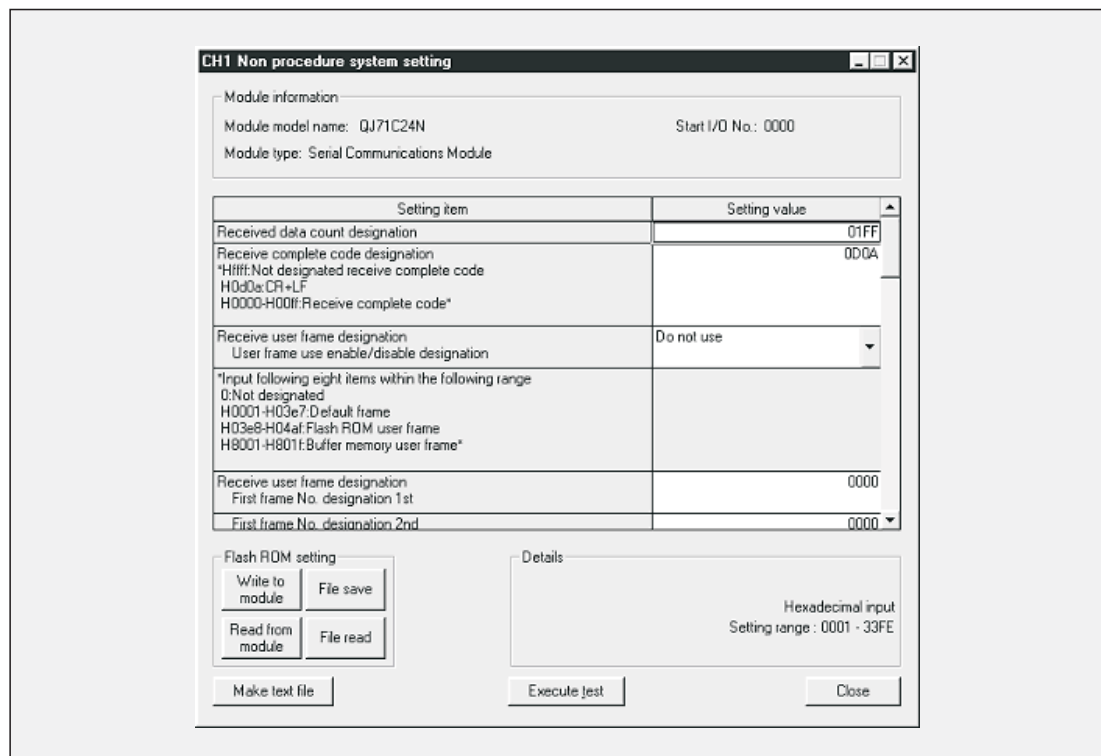 CH1 Non procedure system setting
Module information
Module model name: QJ71C24N
Start I/O No.: 0000
Module type: Serial Communications Module
Setting item
Setting value
Received data count designation
01FF
Receive complete code designation
0D0A
*Hffff:Not designated receive complete code
H0d0a:CR+LF
H0000-H00ff:Receive complete code*
Receive user frame designation
Do not use
User frame use enable/disable designation
*Input following eight items within the following range
0:Not designated
H0001-H03e7:Default frame
H03e8-H04af:Flash ROM user frame
H8001-H801f:Buffer memory user frame*
Receive user frame designation
0000
First frame No. designation 1st
First frame No. designation 2nd
0000
Flash ROM setting
Write to
module
File save
Read from
module
File read
Details
Hexadecimal input
Setting range : 0001 - 33FE
Make text file
Execute test
Close